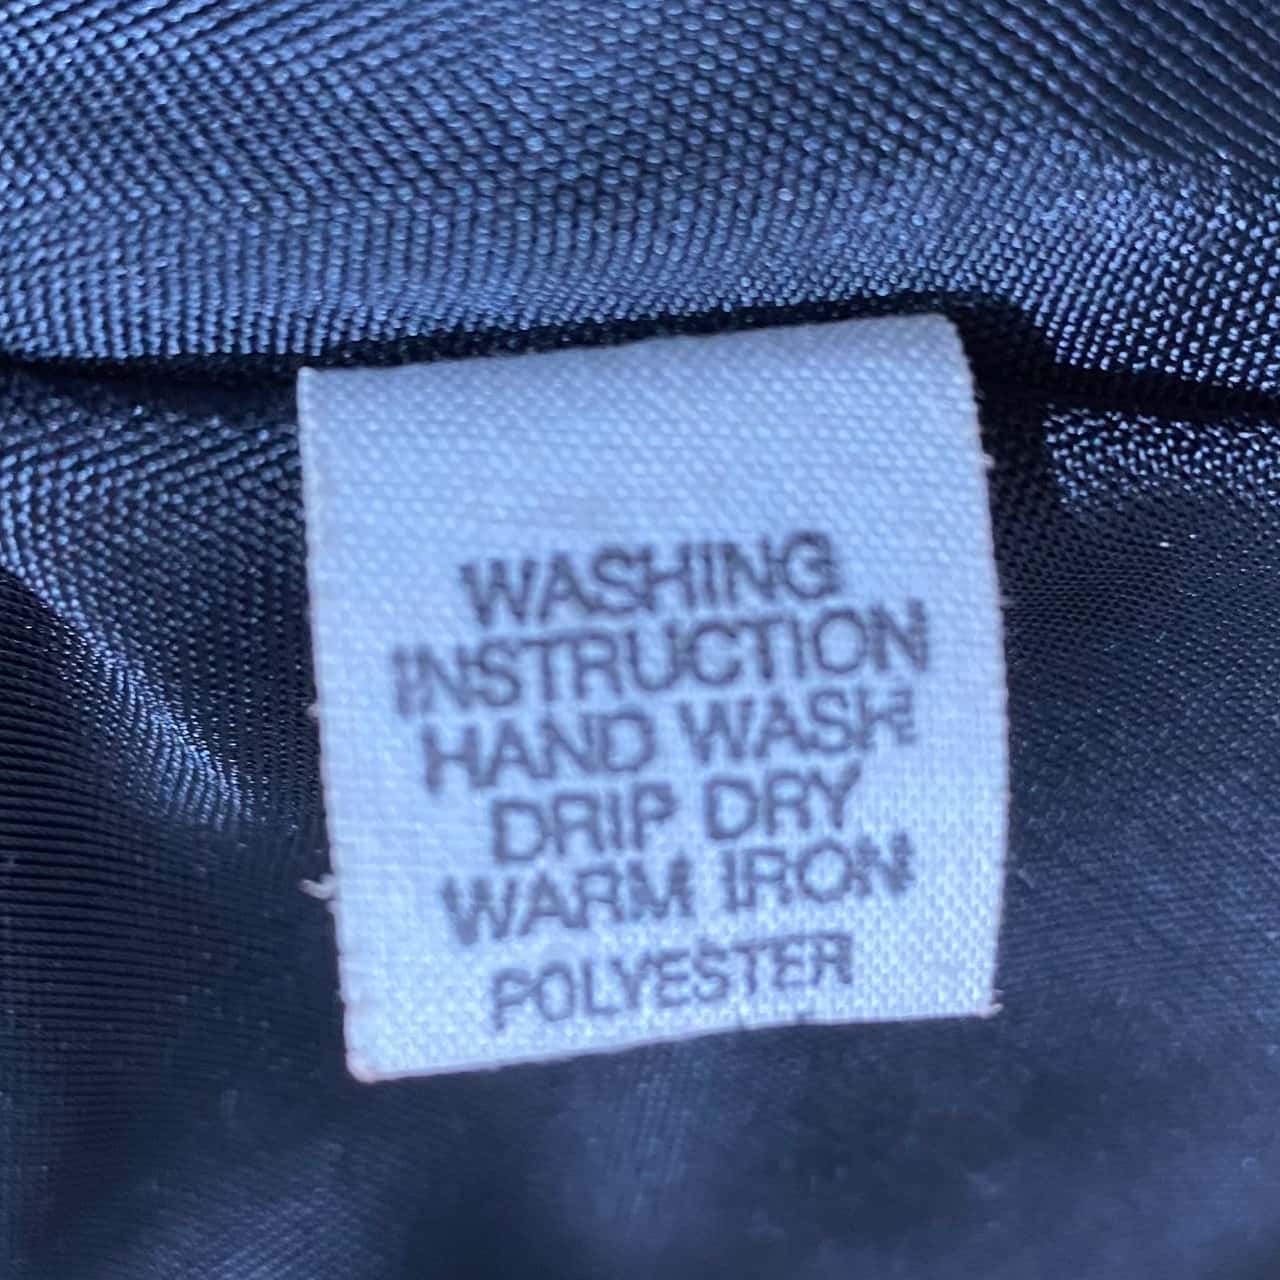 WASHING
INSTRUCTION
HAND WASH
DRIP DRY
WARM IRON
POLYESTER